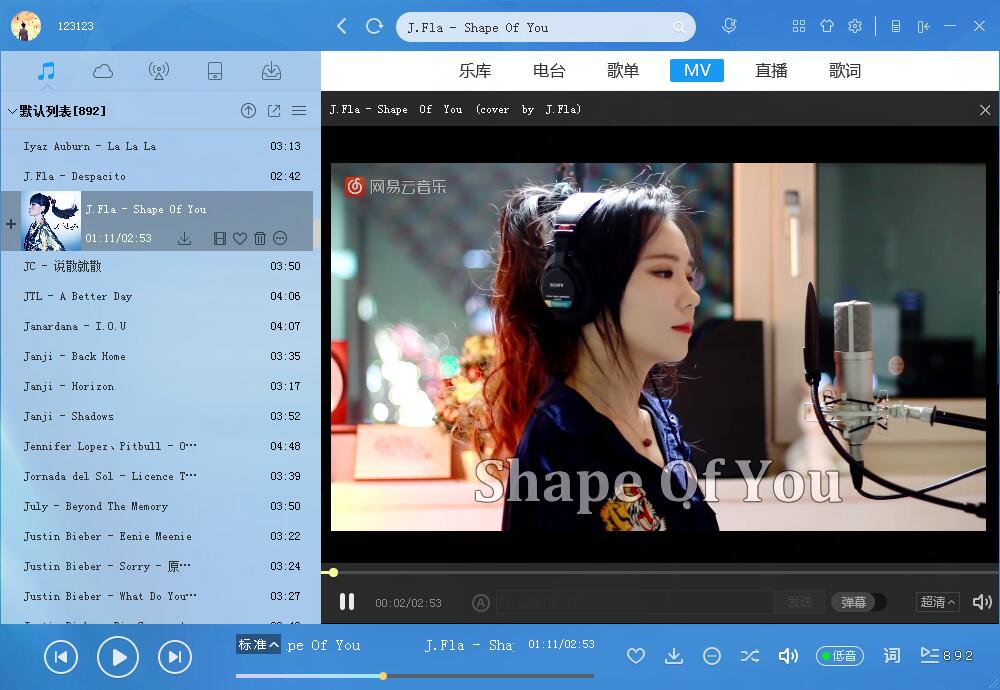 123123
J.Fla - Shape Of You
乐库 电台 歌单 MV 直播 歌词
默认列表[892]
J.Fla - Shape Of You (cover by J.Fla)
Iyaz Auburn - La La La 03:13
J.Fla - Despacito 02:42
J.Fla - Shape Of You
01:11/02:53
JC - 说散就散 03:50
JTL - A Better Day 04:06
Janardana - I.O.U 04:07
Janji - Back Home 03:35
Janji - Horizon 03:17
Janji - Shadows 03:52
Jennifer Lopez、Pitbull - O… 04:48
Jornada del Sol - Licence T… 03:39
July - Beyond The Memory 03:50
Justin Bieber - Eenie Meenie 03:22
Justin Bieber - Sorry - 原… 03:24
Justin Bieber - What Do You… 03:27
网易云音乐
SONY
Shape Of You
00:02/02:53
A
发送
弹幕
超清
标准
pe Of You
J.Fla - Sha
01:11/02:53
低音
词
892